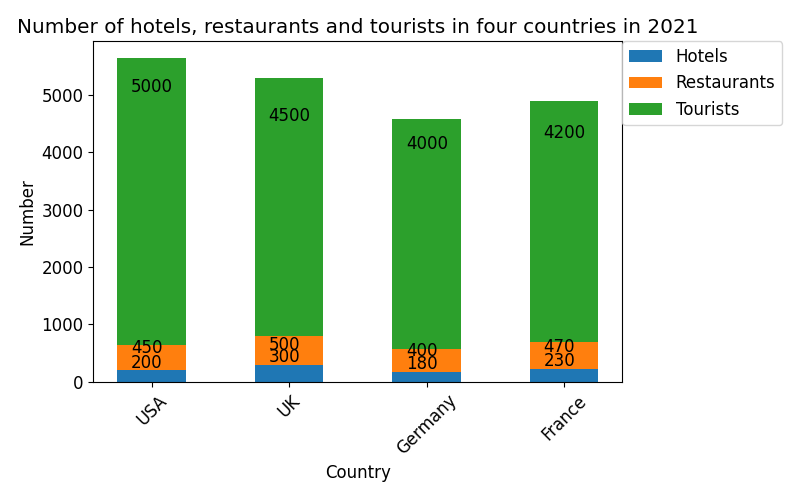 Number of hotels, restaurants and tourists in four countries in 2021
Hotels
Restaurants
Tourists
Number
5000
4000
3000
2000
1000
0
5000
4500
4000
4200
450
500
400
470
200
300
180
230
USA
UK
Germany
France
Country